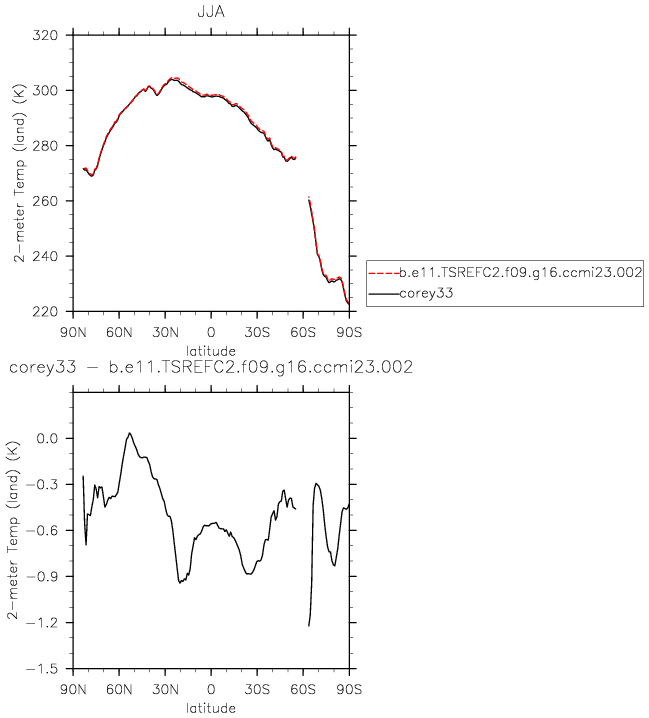 JJA
320
300
280
260
240
220
2-meter Temp (land) (K)
90N 60N 30N 0 30S 60S 90S
latitude
b.e11.TSREFC2.f09.g16.ccmi23.002
corey33
corey33 - b.e11.TSREFC2.f09.g16.ccmi23.002
0.0
-0.3
-0.6
-0.9
-1.2
-1.5
2-meter Temp (land) (K)
90N 60N 30N 0 30S 60S 90S
latitude